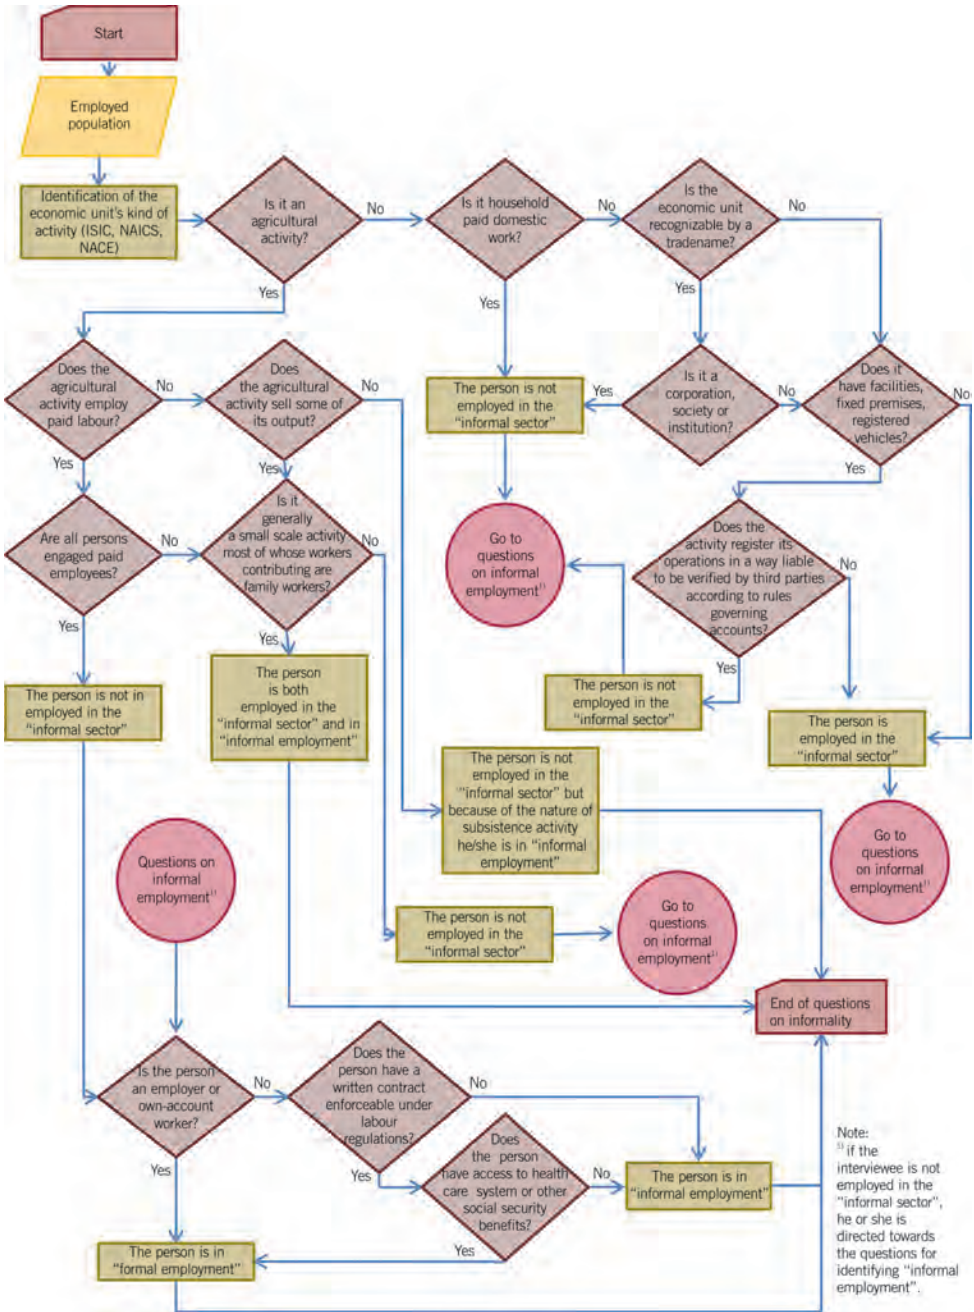 Start
Employed
population
Identification of the
economic unit's kind of
activity (ISIC, NAICS,
NACE)
Is it an
agricultural
activity?
No
Yes
Is it household
paid domestic
work?
No
Yes
Is the
economic unit
recognizable by a
tradename?
No
Yes
Does the
agricultural
activity employ
paid labour?
No
Yes
Does
the agricultural
activity sell some of
its output?
No
Yes
The person is not
employed in the
"informal sector"
Yes
Is it a
corporation,
society or
institution?
No
Does it
have facilities,
fixed premises,
registered
vehicles?
No
Yes
Are all persons
engaged paid
employees?
No
Yes
Is it
generally
a small scale activity
most of whose workers
contributing are
family workers?
No
Yes
Go to
questions
on informal
employment¹⁾
Does the
activity register its
operations in a way liable
to be verified by third parties
according to rules
governing
accounts?
No
Yes
The person is not in
employed in the
"informal sector"
The person
is both
employed in the
"informal sector" and in
"informal employment"
The person is not
employed in the
"informal sector"
The person is
employed in the
"informal sector"
The person is not
employed in the
"informal sector" but
because of the nature of
subsistence activity
he/she is in "informal
employment"
Go to
questions
on informal
employment¹⁾
Questions on
informal
employment¹⁾
The person is not
employed in the
"informal sector"
Go to
questions
on informal
employment¹⁾
End of questions
on informality
Is the person
an employer or
own-account
worker?
No
Yes
Does the
person have a
written contract
enforceable under
labour
regulations?
No
Yes
Does
the person
have access to health
care system or other
social security
benefits?
No
Yes
The person is in
"informal employment"
The person is in
"formal employment"
Note:
¹⁾ if the
interviewee is not
employed in the
"informal sector",
he or she is
directed towards
the questions for
identifying "informal
employment".